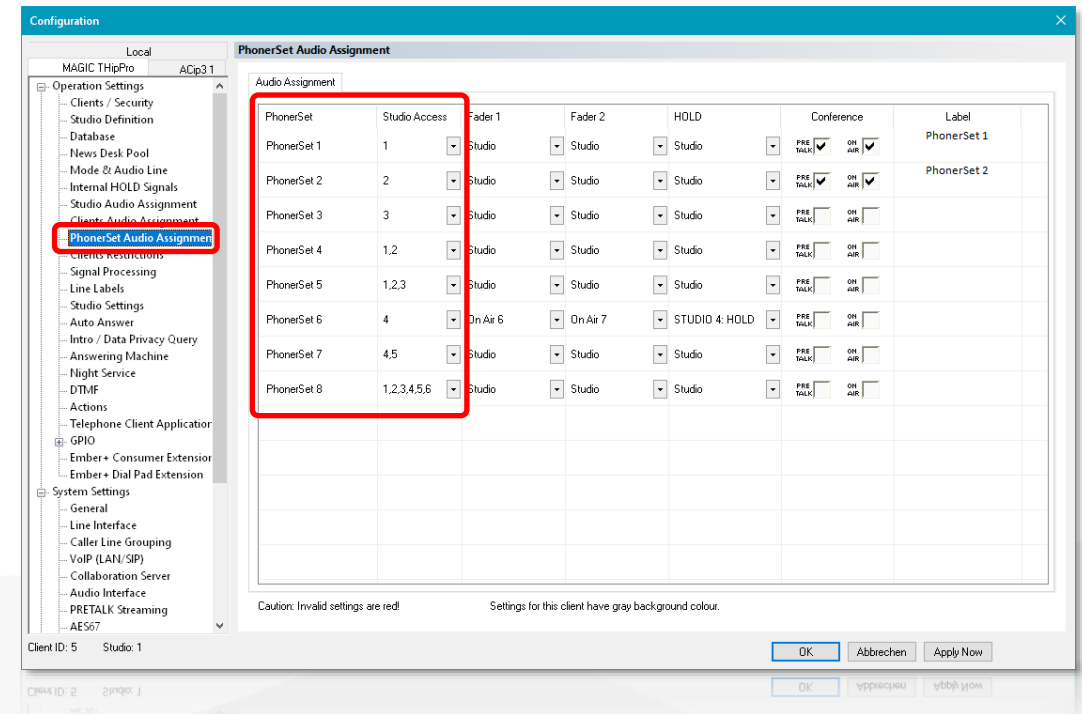 Configuration
Local
MAGIC THipPro ACip3 1
Operation Settings
Clients / Security
Studio Definition
Database
News Desk Pool
Mode & Audio Line
Internal HOLD Signals
Studio Audio Assignment
Clients Audio Assignment
PhonerSet Audio Assignmen
Clients Restrictions
Signal Processing
Line Labels
Studio Settings
Auto Answer
Intro / Data Privacy Query
Answering Machine
Night Service
DTMF
Actions
Telephone Client Application
GPIO
Ember+ Consumer Extension
Ember+ Dial Pad Extension
System Settings
General
Line Interface
Caller Line Grouping
VoIP (LAN/SIP)
Collaboration Server
Audio Interface
PRETALK Streaming
AES67
PhonerSet Audio Assignment
Audio Assignment
PhonerSet Studio Access Fader 1 Fader 2 HOLD Conference Label
PhonerSet 1 1 Studio Studio Studio PRE TALK ON AIR PhonerSet 1
PhonerSet 2 2 Studio Studio Studio PRE TALK ON AIR PhonerSet 2
PhonerSet 3 3 Studio Studio Studio PRE TALK ON AIR
PhonerSet 4 1,2 Studio Studio Studio PRE TALK ON AIR
PhonerSet 5 1,2,3 Studio Studio Studio PRE TALK ON AIR
PhonerSet 6 4 On Air 6 On Air 7 STUDIO 4: HOLD PRE TALK ON AIR
PhonerSet 7 4,5 Studio Studio Studio PRE TALK ON AIR
PhonerSet 8 1,2,3,4,5,6 Studio Studio Studio PRE TALK ON AIR
Caution: Invalid settings are red! Settings for this client have gray background colour.
Client ID: 5 Studio: 1
OK Abbrechen Apply Now